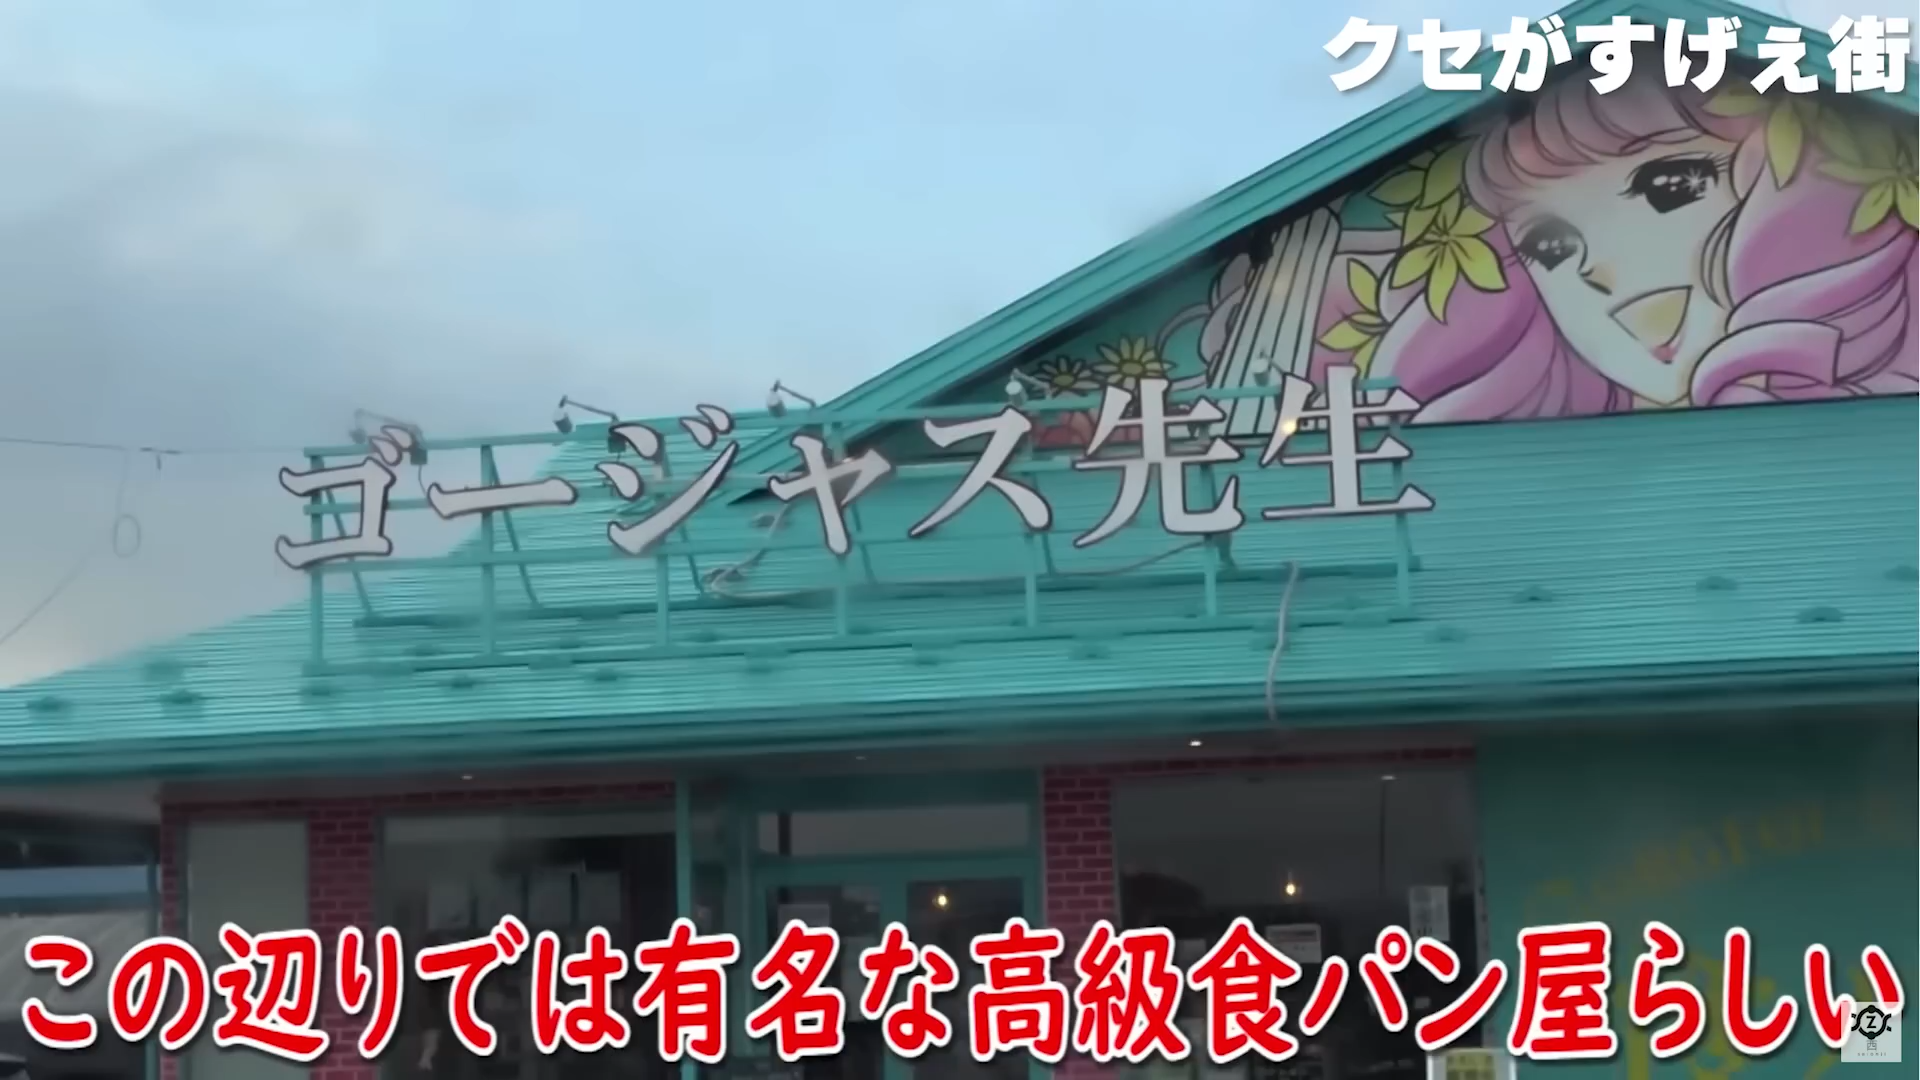 クセがすげぇ街
ゴージャス先生
この辺りでは有名な高級食パン屋らしい
Z
西